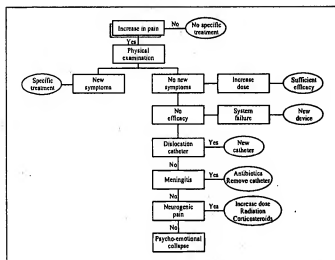 Increase in pain
No
No specific
treatment
Yes
Physical
examination
Specific
treatment
New
symptoms
No new
symptoms
Increase
dose
Sufficient
efficacy
No
efficacy
System
failure
New
device
Dislocation
catheter
Yes
New
catheter
No
Meningitis
Yes
Antibiotica
Remove catheter
No
Neurogenic
pain
Yes
Increase dose
Radiation
Corticosteroids
No
Psycho-emotional
collapse